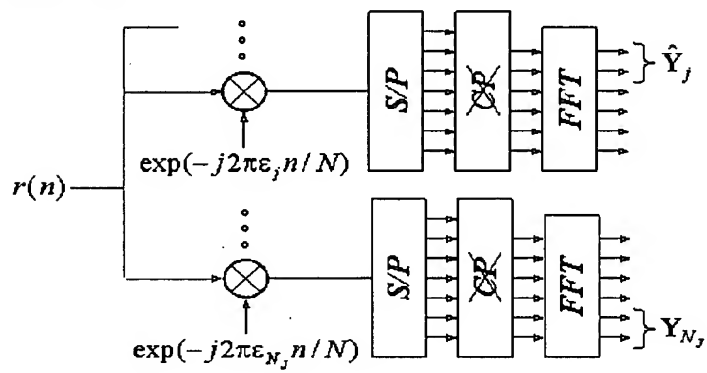 S/P
CP
FFT
Ŷ_j
exp(−j2πε_j n/N)
r(n)
S/P
CP
FFT
Y_{N_J}
exp(−j2πε_{N_J} n/N)